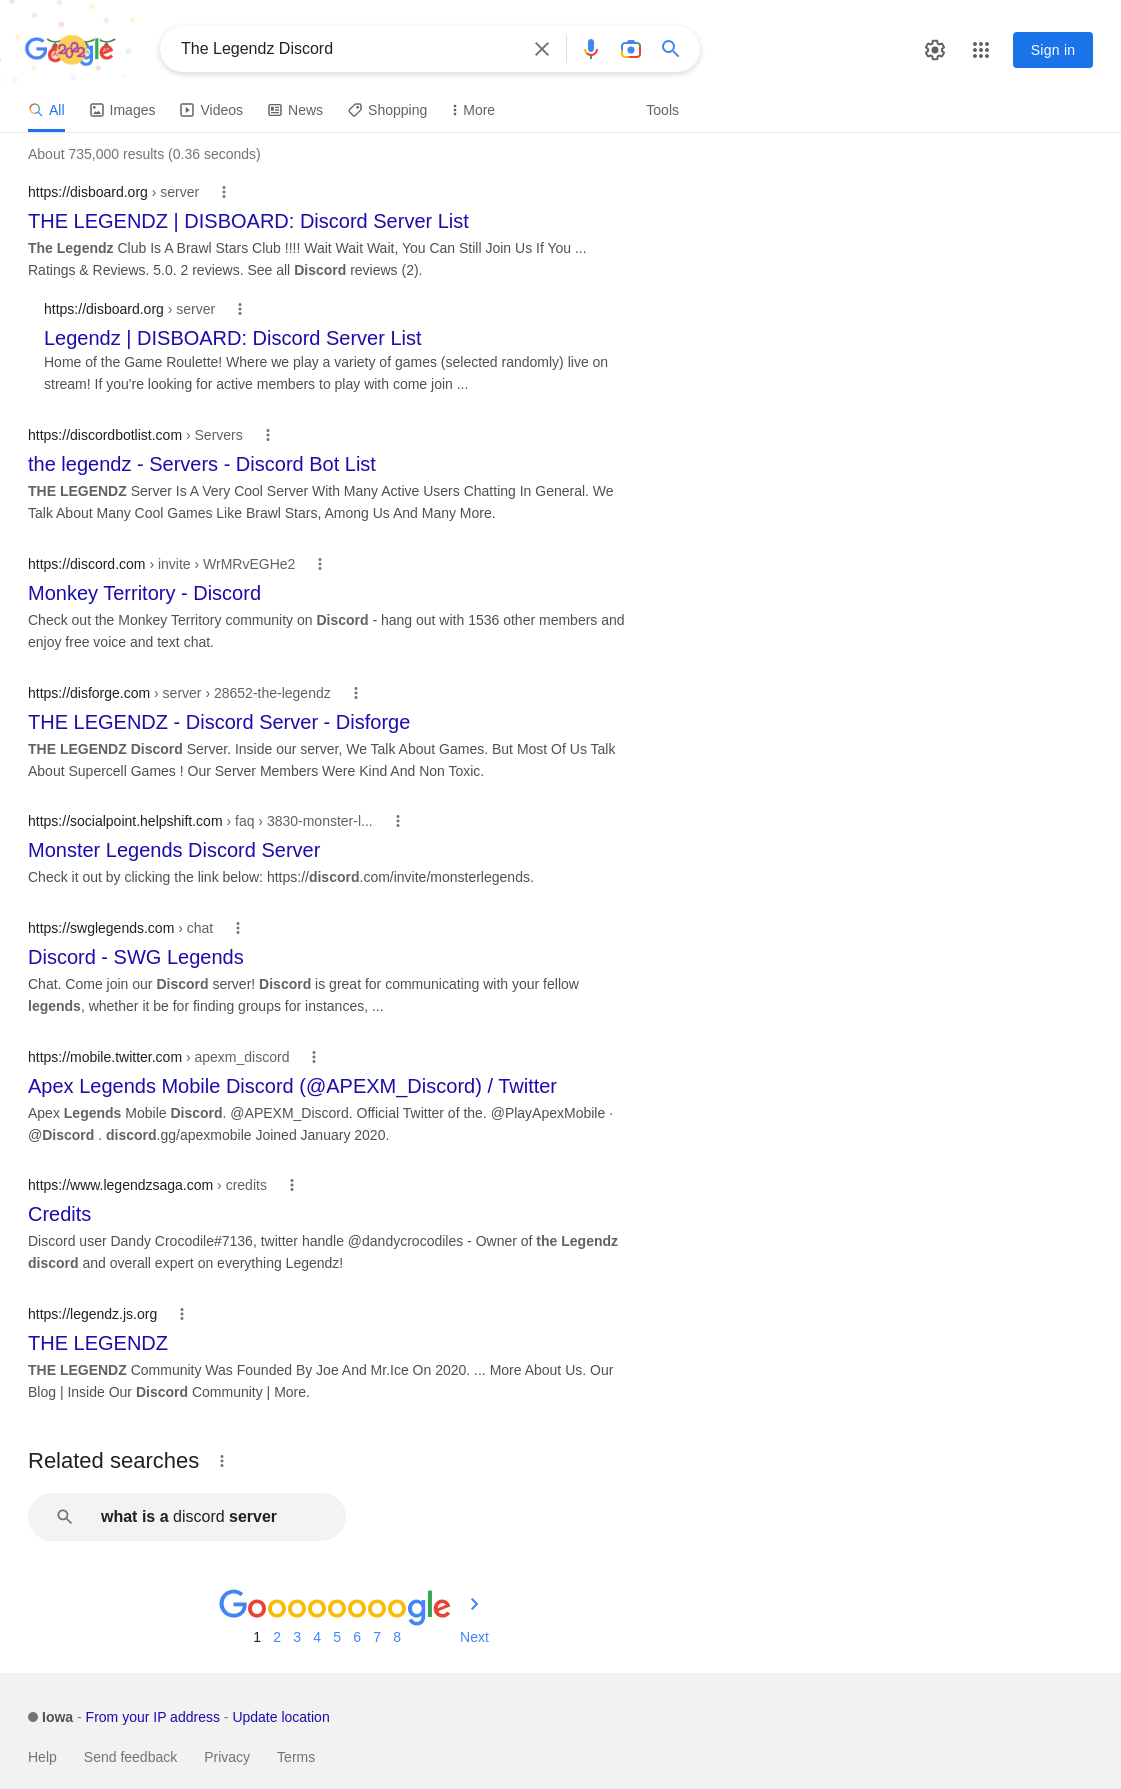 The Legendz Discord
Sign in
All Images Videos News Shopping More Tools
About 735,000 results (0.36 seconds)
https://disboard.org › server
THE LEGENDZ | DISBOARD: Discord Server List
The Legendz Club Is A Brawl Stars Club !!!! Wait Wait Wait, You Can Still Join Us If You ...
Ratings & Reviews. 5.0. 2 reviews. See all Discord reviews (2).
https://disboard.org › server
Legendz | DISBOARD: Discord Server List
Home of the Game Roulette! Where we play a variety of games (selected randomly) live on
stream! If you're looking for active members to play with come join ...
https://discordbotlist.com › Servers
the legendz - Servers - Discord Bot List
THE LEGENDZ Server Is A Very Cool Server With Many Active Users Chatting In General. We
Talk About Many Cool Games Like Brawl Stars, Among Us And Many More.
https://discord.com › invite › WrMRvEGHe2
Monkey Territory - Discord
Check out the Monkey Territory community on Discord - hang out with 1536 other members and
enjoy free voice and text chat.
https://disforge.com › server › 28652-the-legendz
THE LEGENDZ - Discord Server - Disforge
THE LEGENDZ Discord Server. Inside our server, We Talk About Games. But Most Of Us Talk
About Supercell Games ! Our Server Members Were Kind And Non Toxic.
https://socialpoint.helpshift.com › faq › 3830-monster-l...
Monster Legends Discord Server
Check it out by clicking the link below: https://discord.com/invite/monsterlegends.
https://swglegends.com › chat
Discord - SWG Legends
Chat. Come join our Discord server! Discord is great for communicating with your fellow
legends, whether it be for finding groups for instances, ...
https://mobile.twitter.com › apexm_discord
Apex Legends Mobile Discord (@APEXM_Discord) / Twitter
Apex Legends Mobile Discord. @APEXM_Discord. Official Twitter of the. @PlayApexMobile ·
@Discord . discord.gg/apexmobile Joined January 2020.
https://www.legendzsaga.com › credits
Credits
Discord user Dandy Crocodile#7136, twitter handle @dandycrocodiles - Owner of the Legendz
discord and overall expert on everything Legendz!
https://legendz.js.org
THE LEGENDZ
THE LEGENDZ Community Was Founded By Joe And Mr.Ice On 2020. ... More About Us. Our
Blog | Inside Our Discord Community | More.
Related searches
what is a discord server
Gooooooooogle
1 2 3 4 5 6 7 8 Next
Iowa - From your IP address - Update location
Help Send feedback Privacy Terms